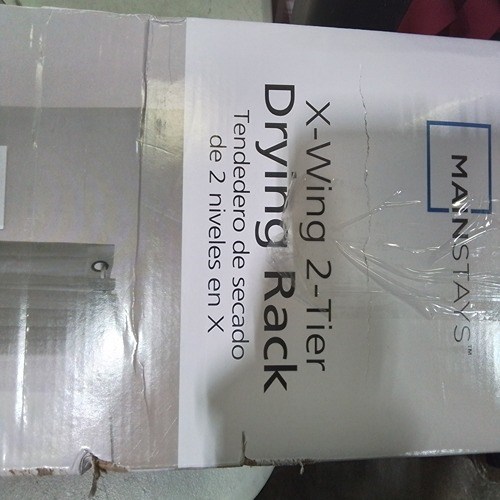 MAINSTAYS™
X-Wing 2-Tier
Drying Rack
Tendedero de secado
de 2 niveles en X